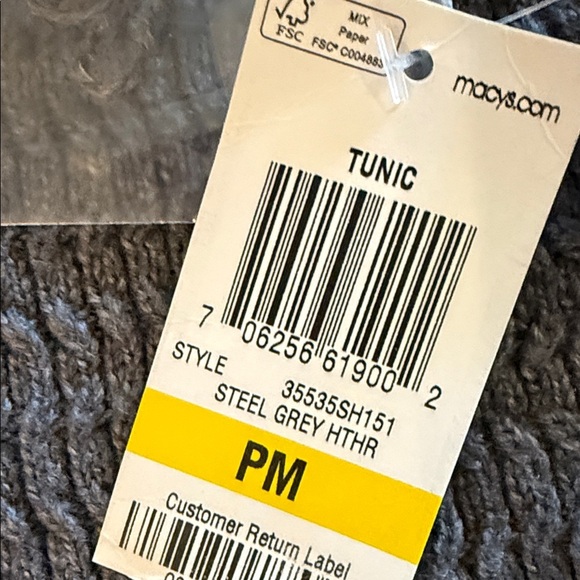 MIX
Paper
FSC FSC® C004883
macys.com
TUNIC
7 06256 61900 2
STYLE 35535SH151
STEEL GREY HTHR
PM
Customer Return Label